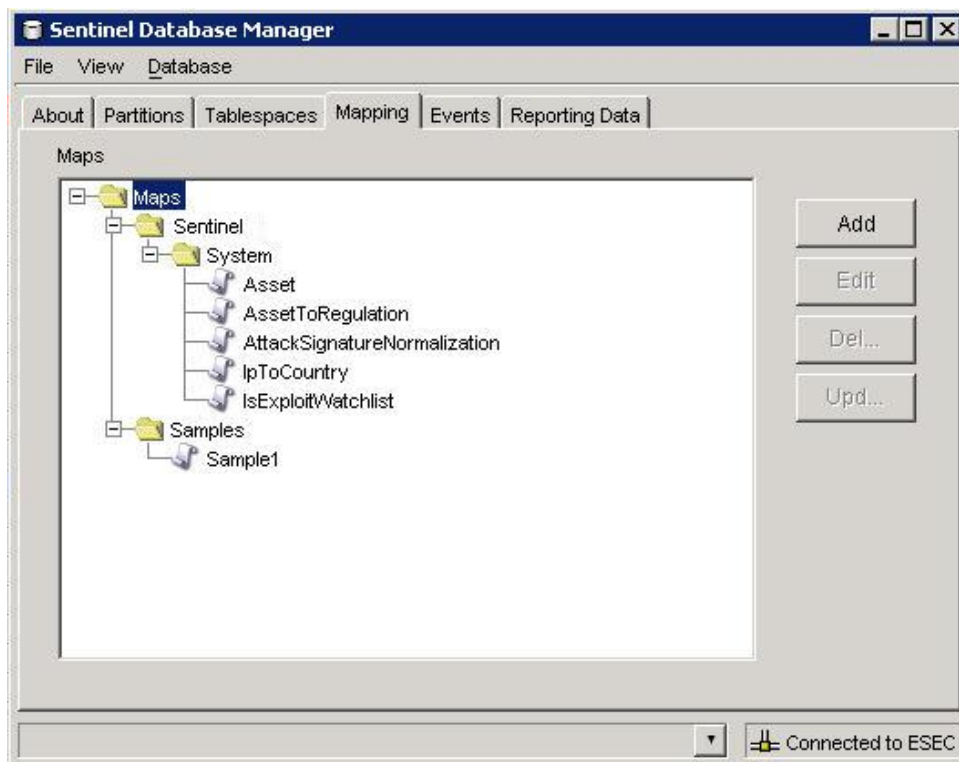 Sentinel Database Manager
File View Database
About Partitions Tablespaces Mapping Events Reporting Data
Maps
Maps
Sentinel
System
Asset
AssetToRegulation
AttackSignatureNormalization
IpToCountry
IsExploitWatchlist
Samples
Sample1
Add
Edit
Del...
Upd...
Connected to ESEC